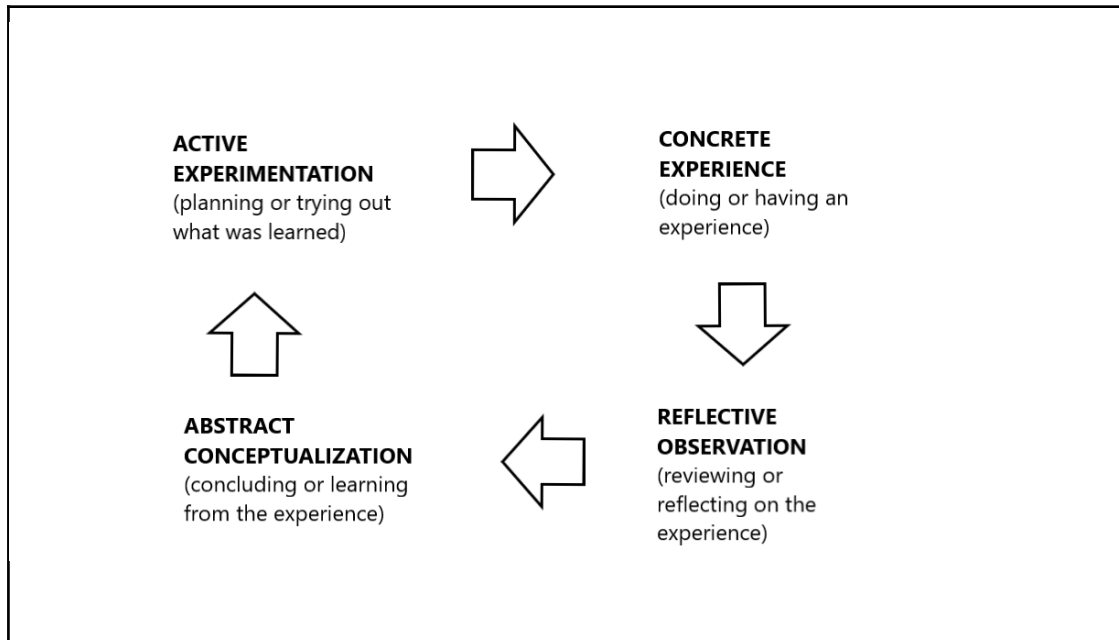 ACTIVE
EXPERIMENTATION
(planning or trying out
what was learned)
CONCRETE
EXPERIENCE
(doing or having an
experience)
ABSTRACT
CONCEPTUALIZATION
(concluding or learning
from the experience)
REFLECTIVE
OBSERVATION
(reviewing or
reflecting on the
experience)